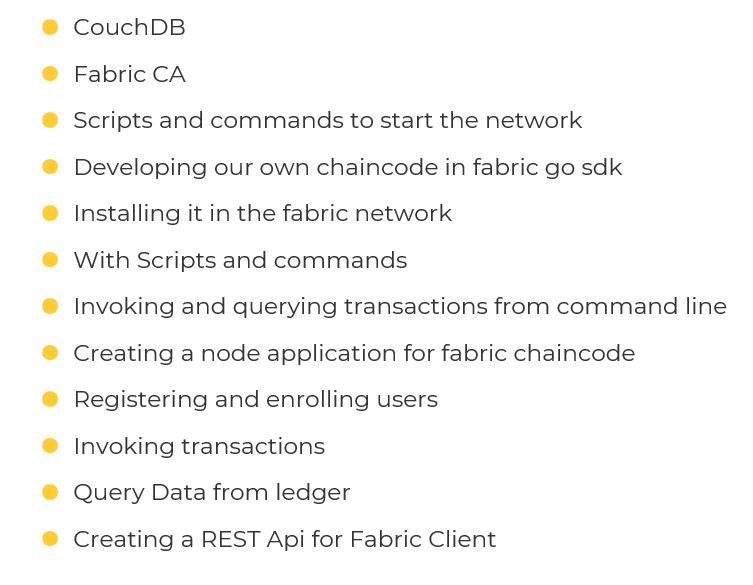 CouchDB
Fabric CA
Scripts and commands to start the network
Developing our own chaincode in fabric go sdk
Installing it in the fabric network
With Scripts and commands
Invoking and querying transactions from command line
Creating a node application for fabric chaincode
Registering and enrolling users
Invoking transactions
Query Data from ledger
Creating a REST Api for Fabric Client